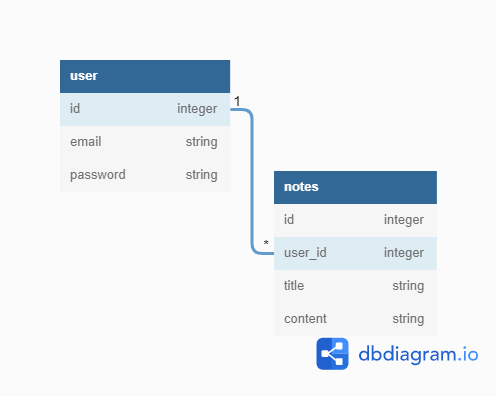 user
id integer
email string
password string
1
*
notes
id integer
user_id integer
title string
content string
dbdiagram.io